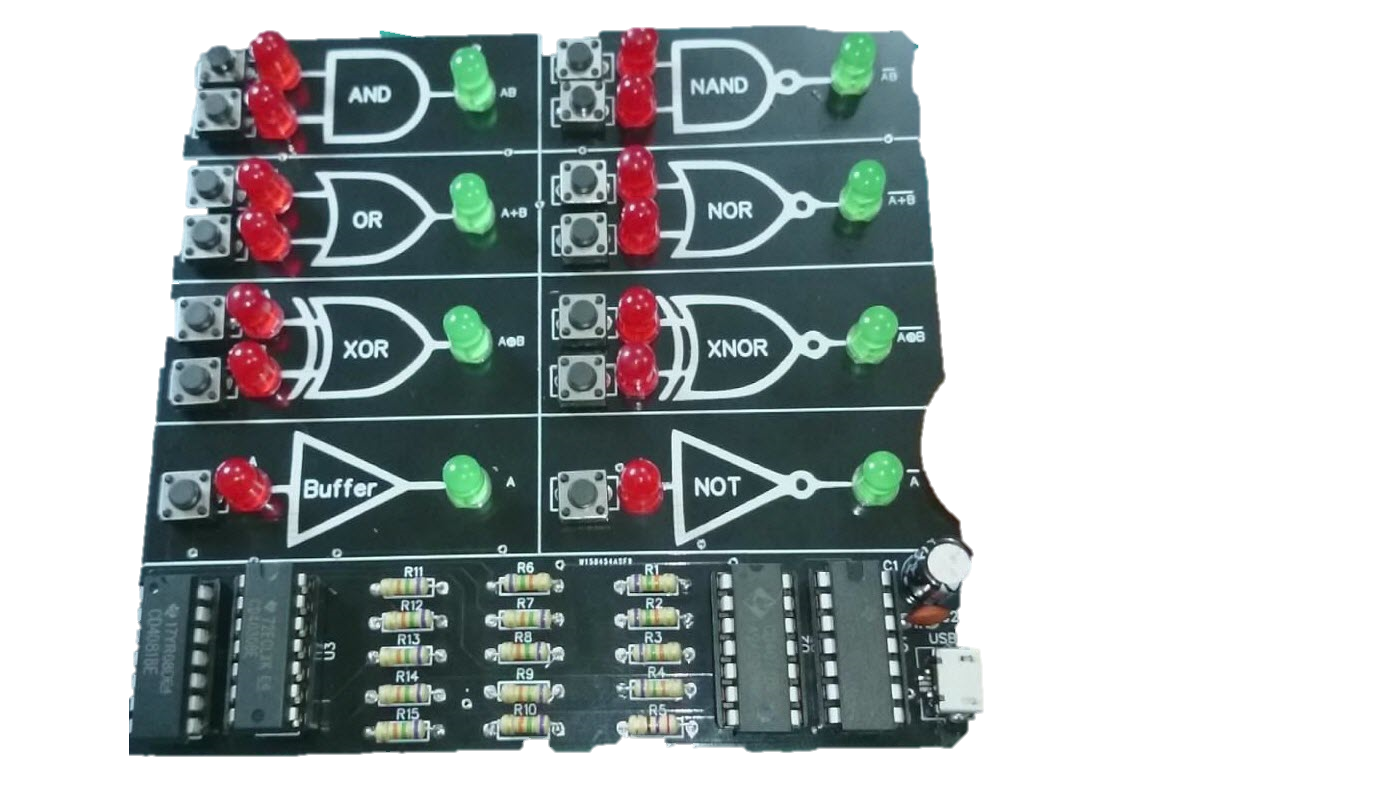 AND
AB
NAND
A̅B̅
OR
A+B
NOR
A̅+̅B̅
XOR
A⊕B
XNOR
A̅⊕̅B̅
A
Buffer
A
NOT
A̅
R11
R6
R1
C1
R12
R7
R2
R13
R8
R3
USB
R14
R9
R4
R15
R10
R5
U3
U2
CD4081BE